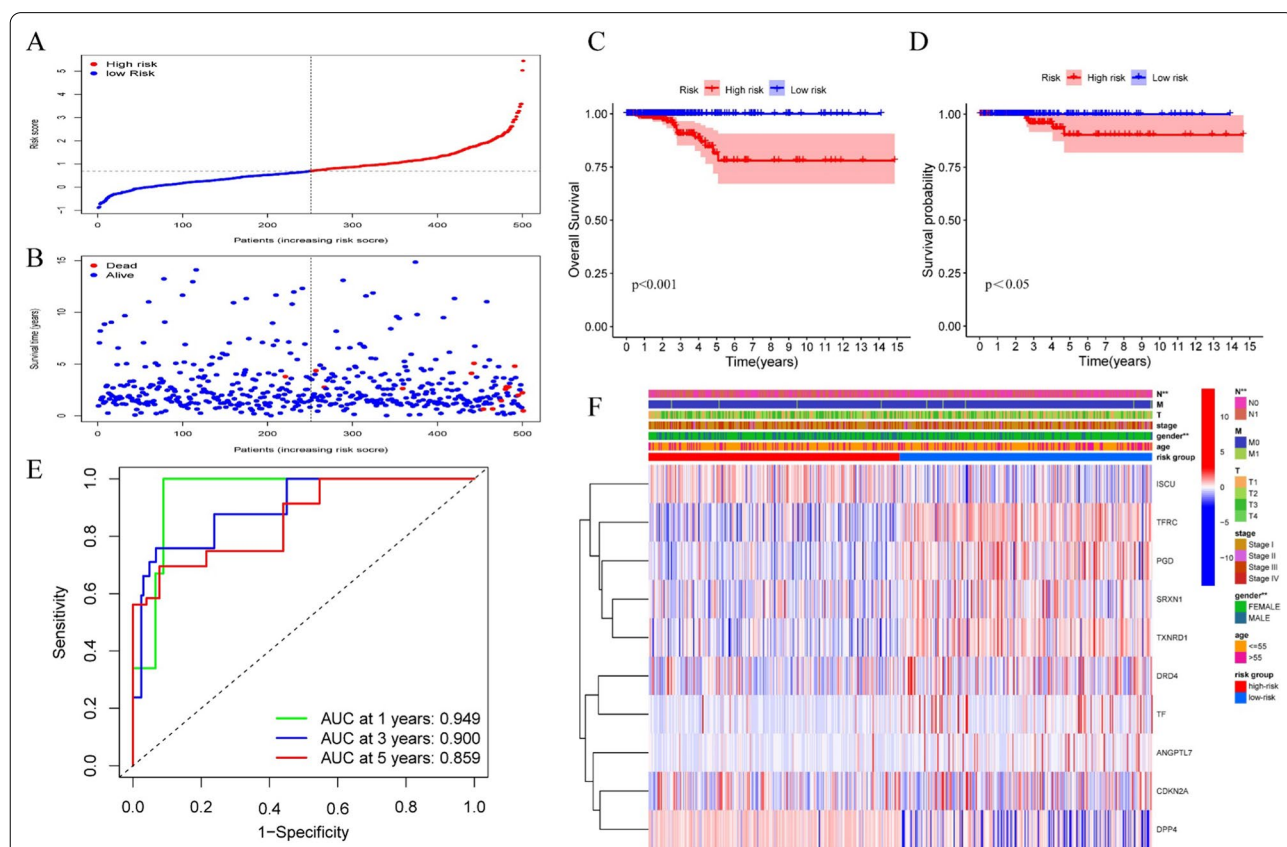 A
High risk
low Risk
Risk score
5
4
3
2
1
0
−1
0 100 200 300 400 500
Patients (increasing risk socre)
B
Dead
Alive
Survival time (years)
15
10
5
0
0 100 200 300 400 500
Patients (increasing risk socre)
C
Risk High risk Low risk
Overall Survival
1.00
0.75
0.50
0.25
0.00
p<0.001
0 1 2 3 4 5 6 7 8 9 10 11 12 13 14 15
Time(years)
D
Risk High risk Low risk
Survival probability
1.00
0.75
0.50
0.25
0.00
p<0.05
0 1 2 3 4 5 6 7 8 9 10 11 12 13 14 15
Time(years)
E
Sensitivity
1.0
0.8
0.6
0.4
0.2
0.0
AUC at 1 years: 0.949
AUC at 3 years: 0.900
AUC at 5 years: 0.859
0.0 0.2 0.4 0.6 0.8 1.0
1−Specificity
F
N**
M
T
stage
gender**
age
risk group
ISCU
TFRC
PGD
SRXN1
TXNRD1
DRD4
TF
ANGPTL7
CDKN2A
DPP4
10
5
0
−5
−10
N**
N0
N1
M
M0
M1
T
T1
T2
T3
T4
stage
Stage I
Stage II
Stage III
Stage IV
gender**
FEMALE
MALE
age
<=55
>55
risk group
high-risk
low-risk